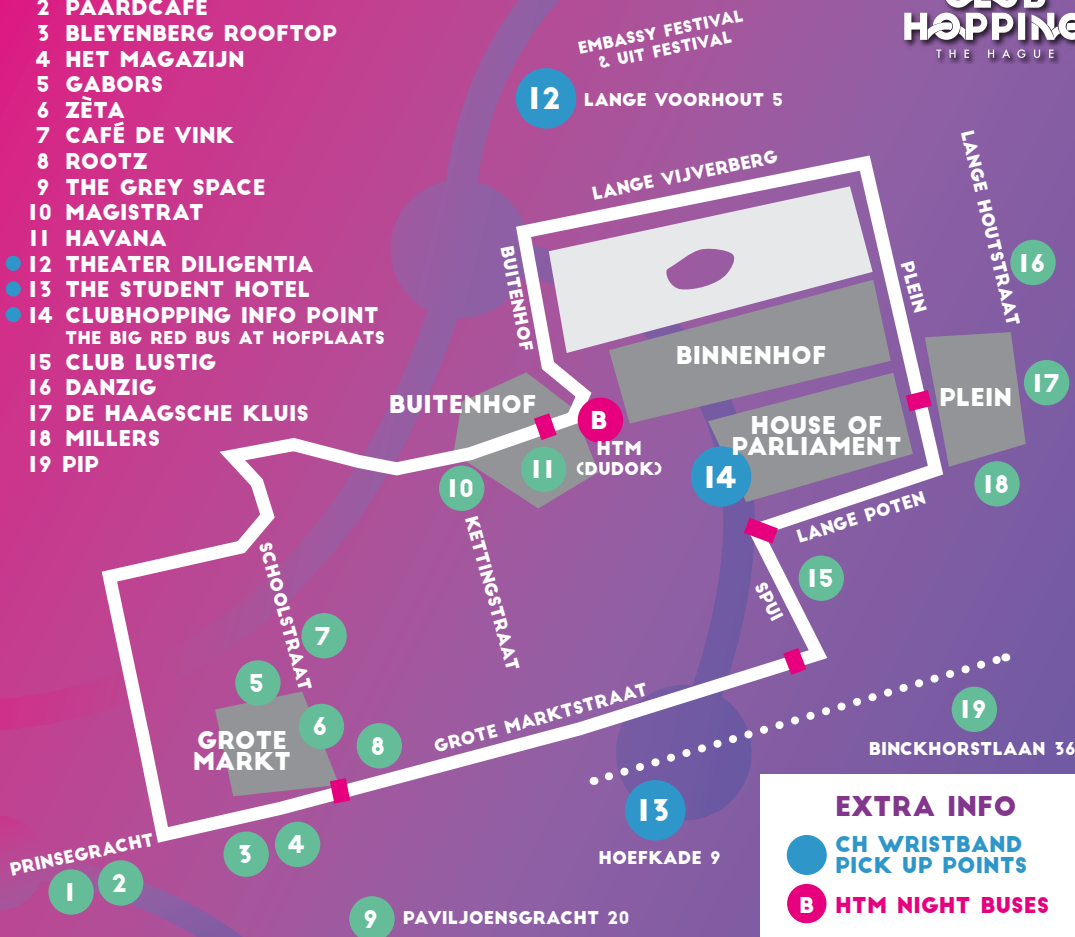 2 PAARDCAFÉ
3 BLEYENBERG ROOFTOP
4 HET MAGAZIJN
5 GABORS
6 ZÈTA
7 CAFÉ DE VINK
8 ROOTZ
9 THE GREY SPACE
10 MAGISTRAT
11 HAVANA
12 THEATER DILIGENTIA
13 THE STUDENT HOTEL
14 CLUBHOPPING INFO POINT
THE BIG RED BUS AT HOFPLAATS
15 CLUB LUSTIG
16 DANZIG
17 DE HAAGSCHE KLUIS
18 MILLERS
19 PIP
CLUB
HOPPING
THE HAGUE
EMBASSY FESTIVAL
& UIT FESTIVAL
12 LANGE VOORHOUT 5
LANGE VIJVERBERG
LANGE HOUTSTRAAT
16
BUITENHOF
PLEIN
BINNENHOF
PLEIN
17
BUITENHOF
B
HTM
(DUDOK)
HOUSE OF
PARLIAMENT
14
11
10
18
LANGE POTEN
KETTINGSTRAAT
SCHOOLSTRAAT
15
SPUI
7
5
6
8
GROTE
MARKT
GROTE MARKTSTRAAT
19
BINCKHORSTLAAN 36
13
HOEFKADE 9
PRINSEGRACHT
1
2
3
4
9 PAVILJOENSGRACHT 20
EXTRA INFO
CH WRISTBAND
PICK UP POINTS
B HTM NIGHT BUSES